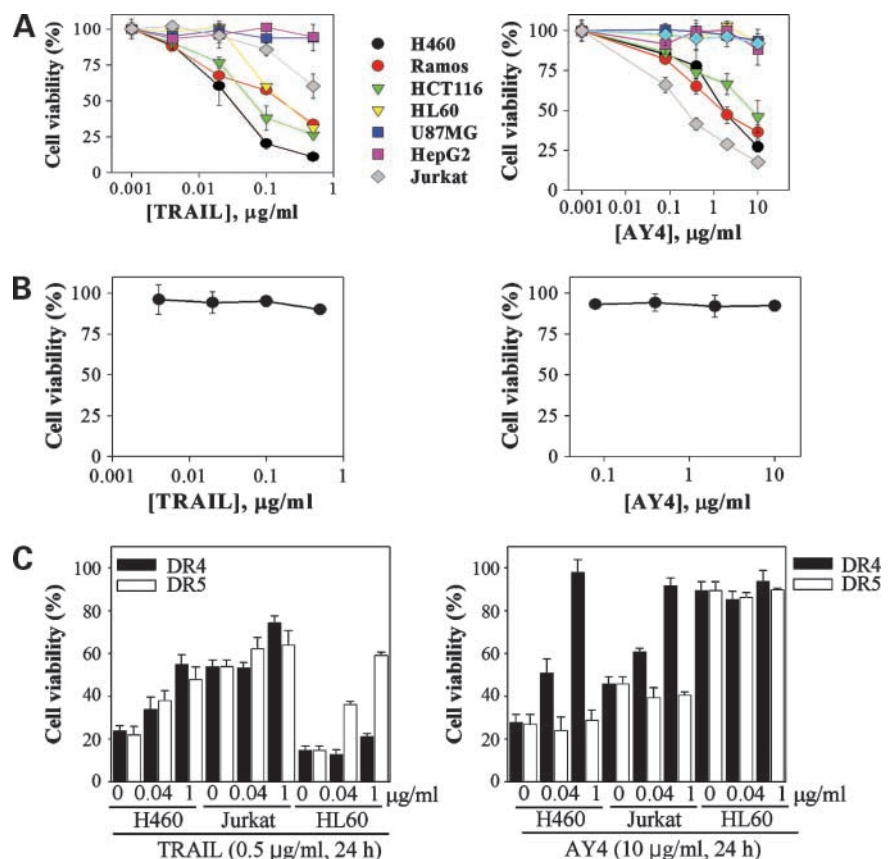 A
Cell viability (%)
100
75
50
25
0
0.001
0.01
0.1
1
[TRAIL], μg/ml
H460
Ramos
HCT116
HL60
U87MG
HepG2
Jurkat
Cell viability (%)
100
75
50
25
0
0.001
0.01
0.1
1
10
[AY4], μg/ml
B
Cell viability (%)
100
75
50
25
0
0.001
0.01
0.1
1
[TRAIL], μg/ml
Cell viability (%)
100
75
50
25
0
0.1
1
10
[AY4], μg/ml
C
DR4
DR5
Cell viability (%)
100
80
60
40
20
0
0 0.04 1 0 0.04 1 0 0.04 1 μg/ml
H460 Jurkat HL60
TRAIL (0.5 μg/ml, 24 h)
DR4
DR5
Cell viability (%)
100
80
60
40
20
0
0 0.04 1 0 0.04 1 0 0.04 1 μg/ml
H460 Jurkat HL60
AY4 (10 μg/ml, 24 h)